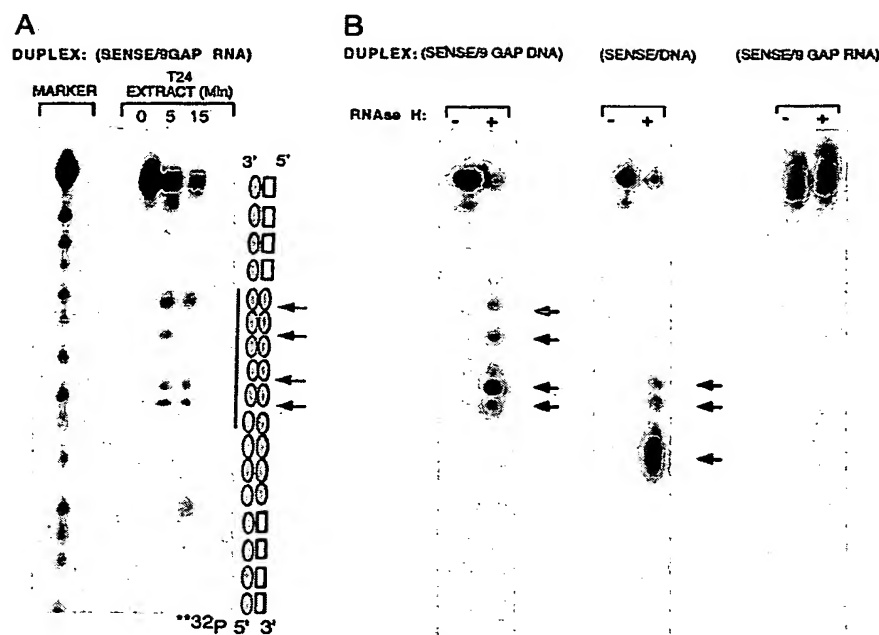 A
DUPLEX: (SENSE/9GAP RNA)
MARKER
T24
EXTRACT (Min)
0 5 15
3' 5'
**32P 5' 3'
B
DUPLEX: (SENSE/9 GAP DNA) (SENSE/DNA) (SENSE/9 GAP RNA)
RNAse H: - + - + - +